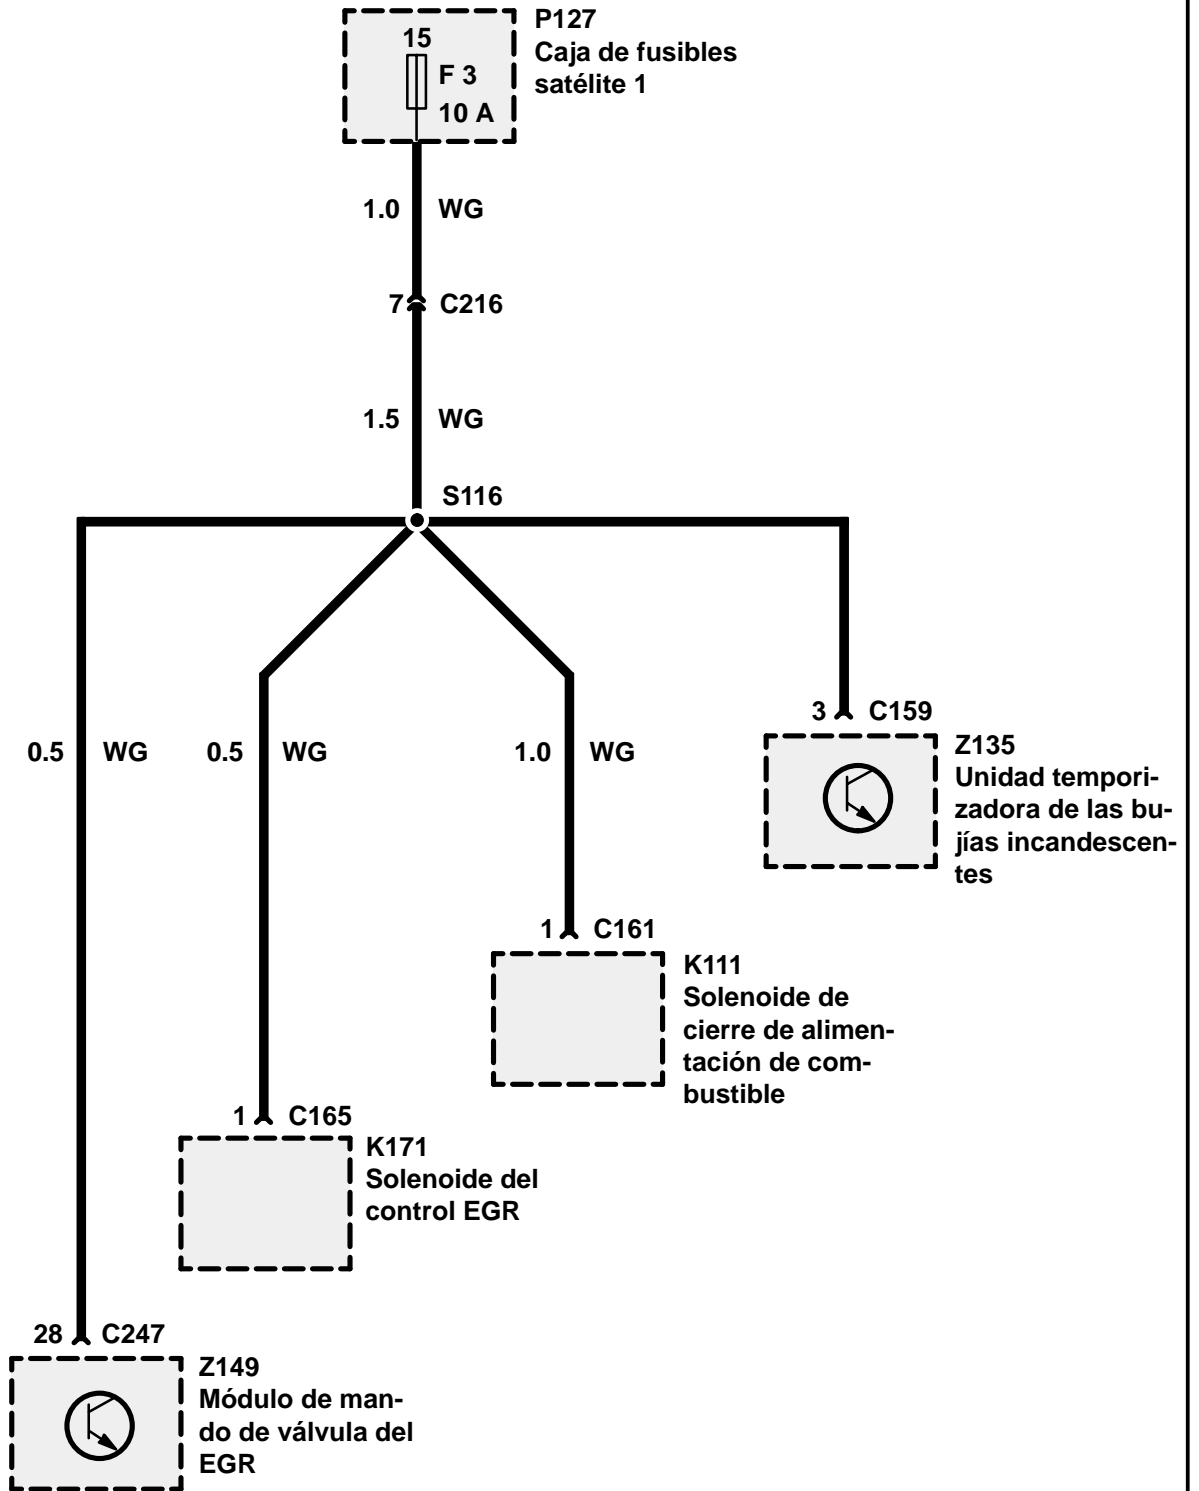 P127
Caja de fusibles
satélite 1
15
F 3
10 A
1.0 WG
7 C216
1.5 WG
S116
3 C159
0.5 WG 0.5 WG 1.0 WG
Z135
Unidad tempori-
zadora de las bu-
jías incandescen-
tes
1 C161
K111
Solenoide de
cierre de alimen-
tación de com-
bustible
1 C165
K171
Solenoide del
control EGR
28 C247
Z149
Módulo de man-
do de válvula del
EGR